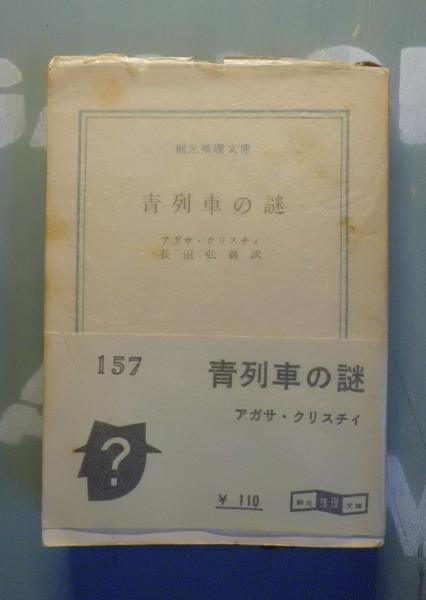 創元推理文庫
青列車の謎
アガサ・クリスチィ
長沼弘毅訳
157
青列車の謎
アガサ・クリスチィ
?
¥ 110
創元 推理 文庫